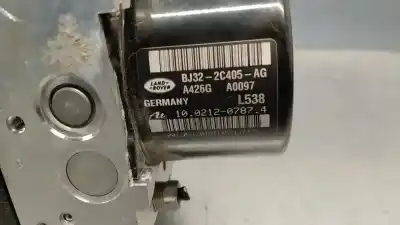 LAND-
ROVER
BJ32-2C405-AG
A426G A0097
GERMANY L538
10.0212-0787.4